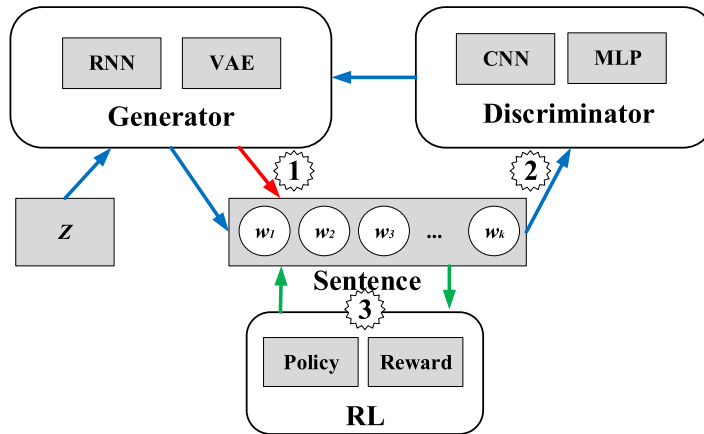 RNN VAE
Generator
CNN MLP
Discriminator
1
2
Z
w1 w2 w3 ... wk
Sentence
3
Policy Reward
RL